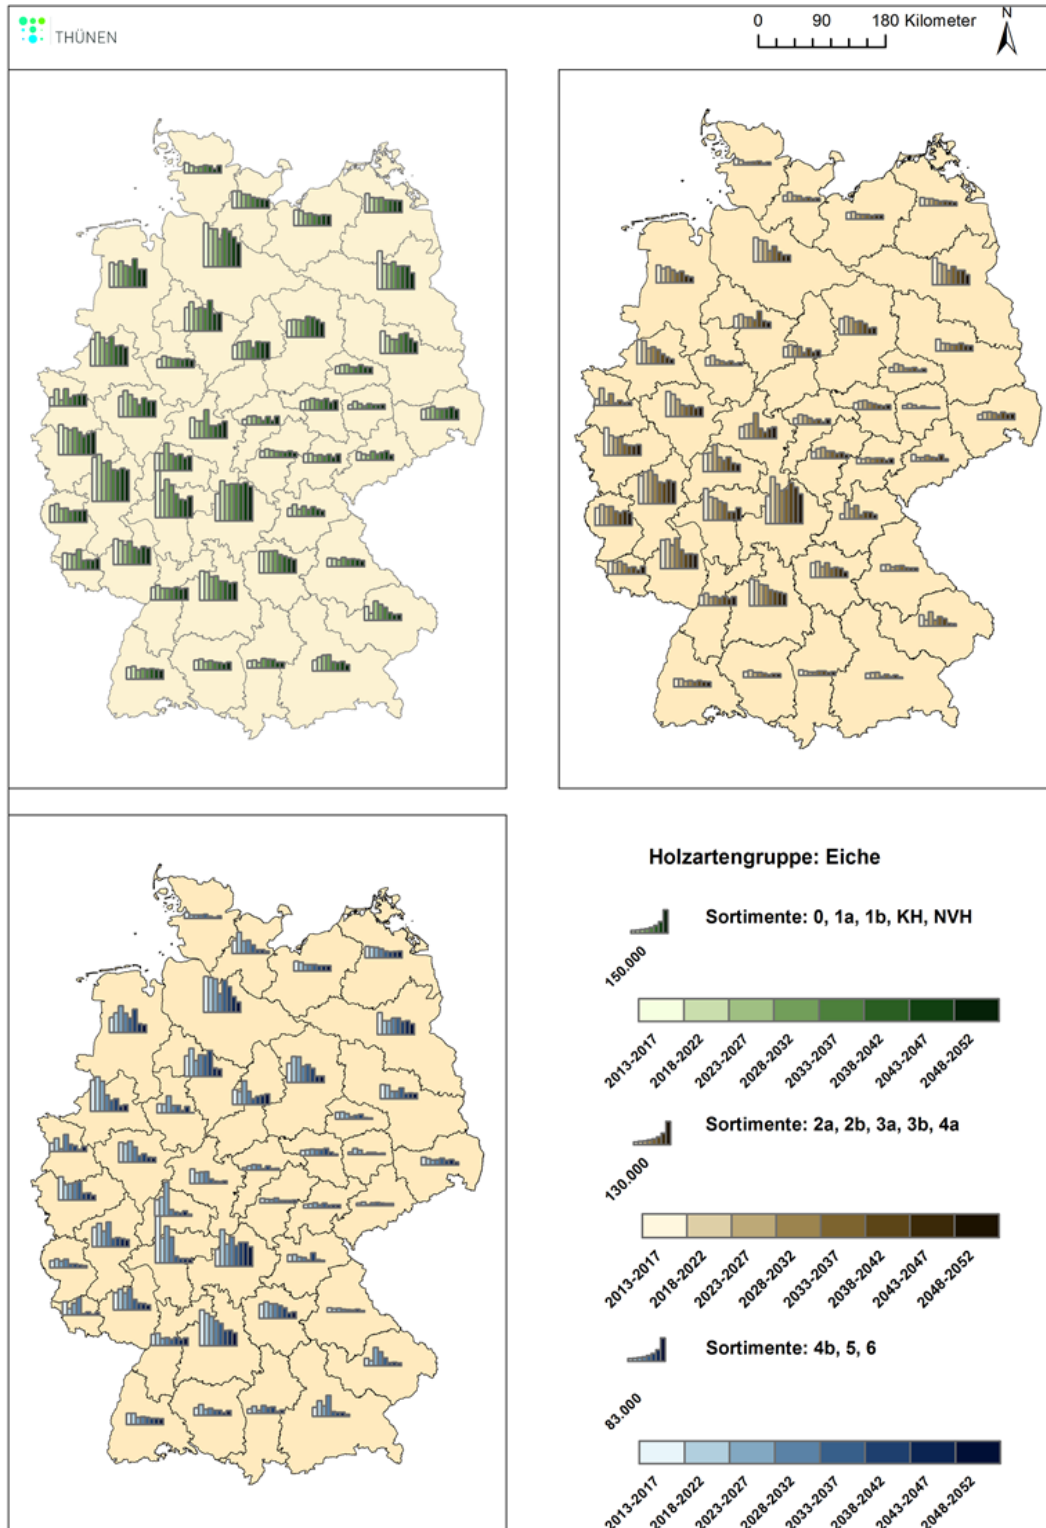 THÜNEN
0 90 180 Kilometer
N
Holzartengruppe: Eiche
Sortimente: 0, 1a, 1b, KH, NVH
150.000
2013-2017 2018-2022 2023-2027 2028-2032 2033-2037 2038-2042 2043-2047 2048-2052
Sortimente: 2a, 2b, 3a, 3b, 4a
130.000
2013-2017 2018-2022 2023-2027 2028-2032 2033-2037 2038-2042 2043-2047 2048-2052
Sortimente: 4b, 5, 6
83.000
2013-2017 2018-2022 2023-2027 2028-2032 2033-2037 2038-2042 2043-2047 2048-2052